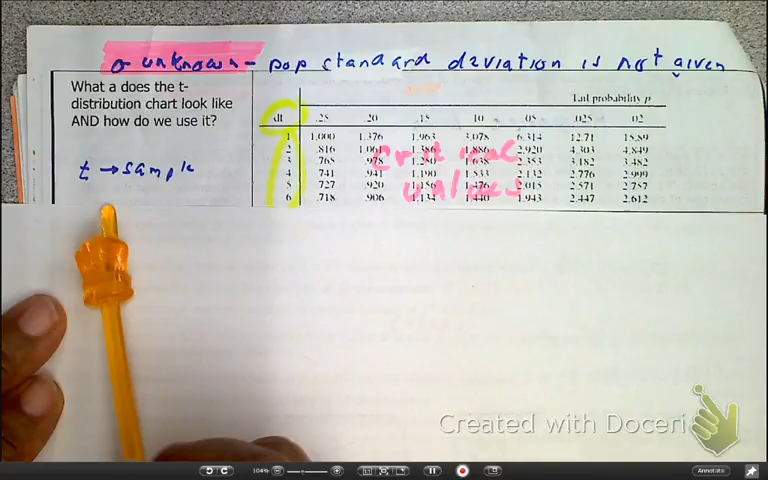 σ unknown - pop standard deviation is not given
What a does the t-
distribution chart look like
AND how do we use it?
t → sample
Tail probability p
df .25 .20 .15 .10 .05 .025 .02
1 1.000 1.376 1.963 3.078 6.314 12.71 15.89
2 .816 1.061 1.386 1.886 2.920 4.303 4.849
3 .765 .978 1.250 1.638 2.353 3.182 3.482
4 .741 .941 1.190 1.533 2.132 2.776 2.999
5 .727 .920 1.156 1.476 2.015 2.571 2.757
6 .718 .906 1.134 1.440 1.943 2.447 2.612
critical
values
Created with Doceri
104%
Annotate